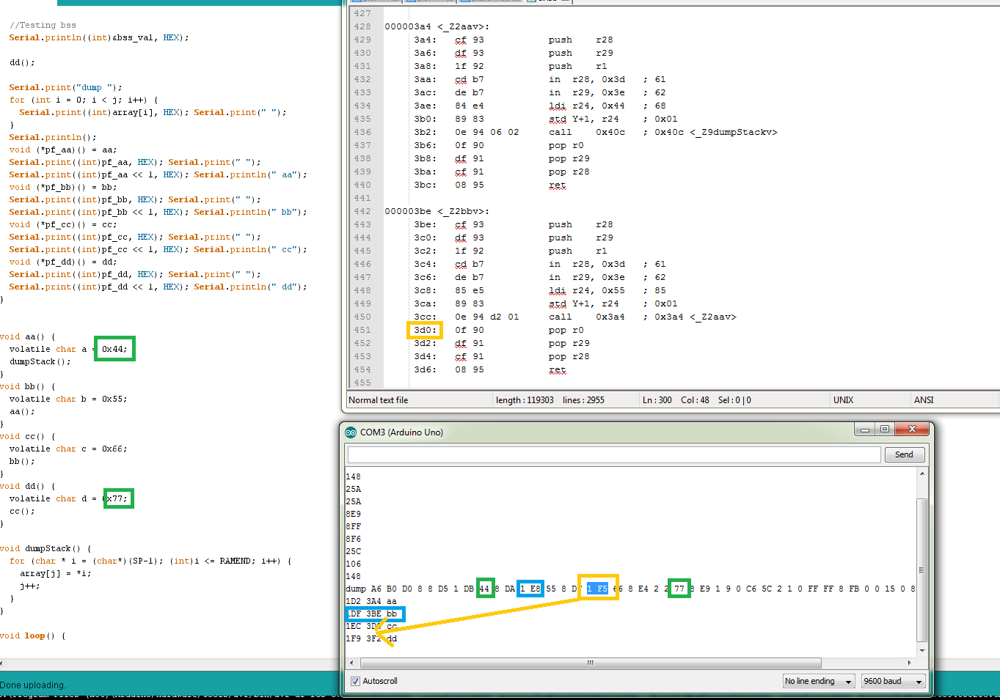 //Testing bss
Serial.println((int)&bss_val, HEX);
dd();
Serial.print("dump ");
for (int i = 0; i < j; i++) {
Serial.print((int)array[i], HEX); Serial.print(" ");
}
Serial.println();
void (*pf_aa)() = aa;
Serial.print((int)pf_aa, HEX); Serial.print(" ");
Serial.print((int)pf_aa << 1, HEX); Serial.println(" aa");
void (*pf_bb)() = bb;
Serial.print((int)pf_bb, HEX); Serial.print(" ");
Serial.print((int)pf_bb << 1, HEX); Serial.println(" bb");
void (*pf_cc)() = cc;
Serial.print((int)pf_cc, HEX); Serial.print(" ");
Serial.print((int)pf_cc << 1, HEX); Serial.println(" cc");
void (*pf_dd)() = dd;
Serial.print((int)pf_dd, HEX); Serial.print(" ");
Serial.print((int)pf_dd << 1, HEX); Serial.println(" dd");
}
void aa() {
volatile char a = 0x44;
dumpStack();
}
void bb() {
volatile char b = 0x55;
aa();
}
void cc() {
volatile char c = 0x66;
bb();
}
void dd() {
volatile char d = 0x77;
cc();
}
void dumpStack() {
for (char * i = (char*)(SP-1); (int)i <= RAMEND; i++) {
array[j] = *i;
j++;
}
}
void loop() {
Done uploading.
427
428 000003a4 <_Z2aav>:
429 3a4: cf 93 push r28
430 3a6: df 93 push r29
431 3a8: 1f 92 push r1
432 3aa: cd b7 in r28, 0x3d ; 61
433 3ac: de b7 in r29, 0x3e ; 62
434 3ae: 84 e4 ldi r24, 0x44 ; 68
435 3b0: 89 83 std Y+1, r24 ; 0x01
436 3b2: 0e 94 06 02 call 0x40c ; 0x40c <_Z9dumpStackv>
437 3b6: 0f 90 pop r0
438 3b8: df 91 pop r29
439 3ba: cf 91 pop r28
440 3bc: 08 95 ret
441
442 000003be <_Z2bbv>:
443 3be: cf 93 push r28
444 3c0: df 93 push r29
445 3c2: 1f 92 push r1
446 3c4: cd b7 in r28, 0x3d ; 61
447 3c6: de b7 in r29, 0x3e ; 62
448 3c8: 85 e5 ldi r24, 0x55 ; 85
449 3ca: 89 83 std Y+1, r24 ; 0x01
450 3cc: 0e 94 d2 01 call 0x3a4 ; 0x3a4 <_Z2aav>
451 3d0: 0f 90 pop r0
452 3d2: df 91 pop r29
453 3d4: cf 91 pop r28
454 3d6: 08 95 ret
455
Normal text file length : 119303 lines : 2955 Ln : 300 Col : 48 Sel : 0 | 0 UNIX ANSI
COM3 (Arduino Uno)
Send
148
25A
25A
8E9
8FF
8F6
25C
106
148
dump A6 B0 D0 8 8 D5 1 DB 44 8 DA 1 E8 55 8 1 F5 66 8 E4 2 2 77 8 E9 1 9 0 C6 5C 2 1 0 FF FF 8 FB 0 0 15 0 8
1D2 3A4 aa
1DF 3BE bb
1EC cc
1F9 3F2 dd
Autoscroll
No line ending
9600 baud